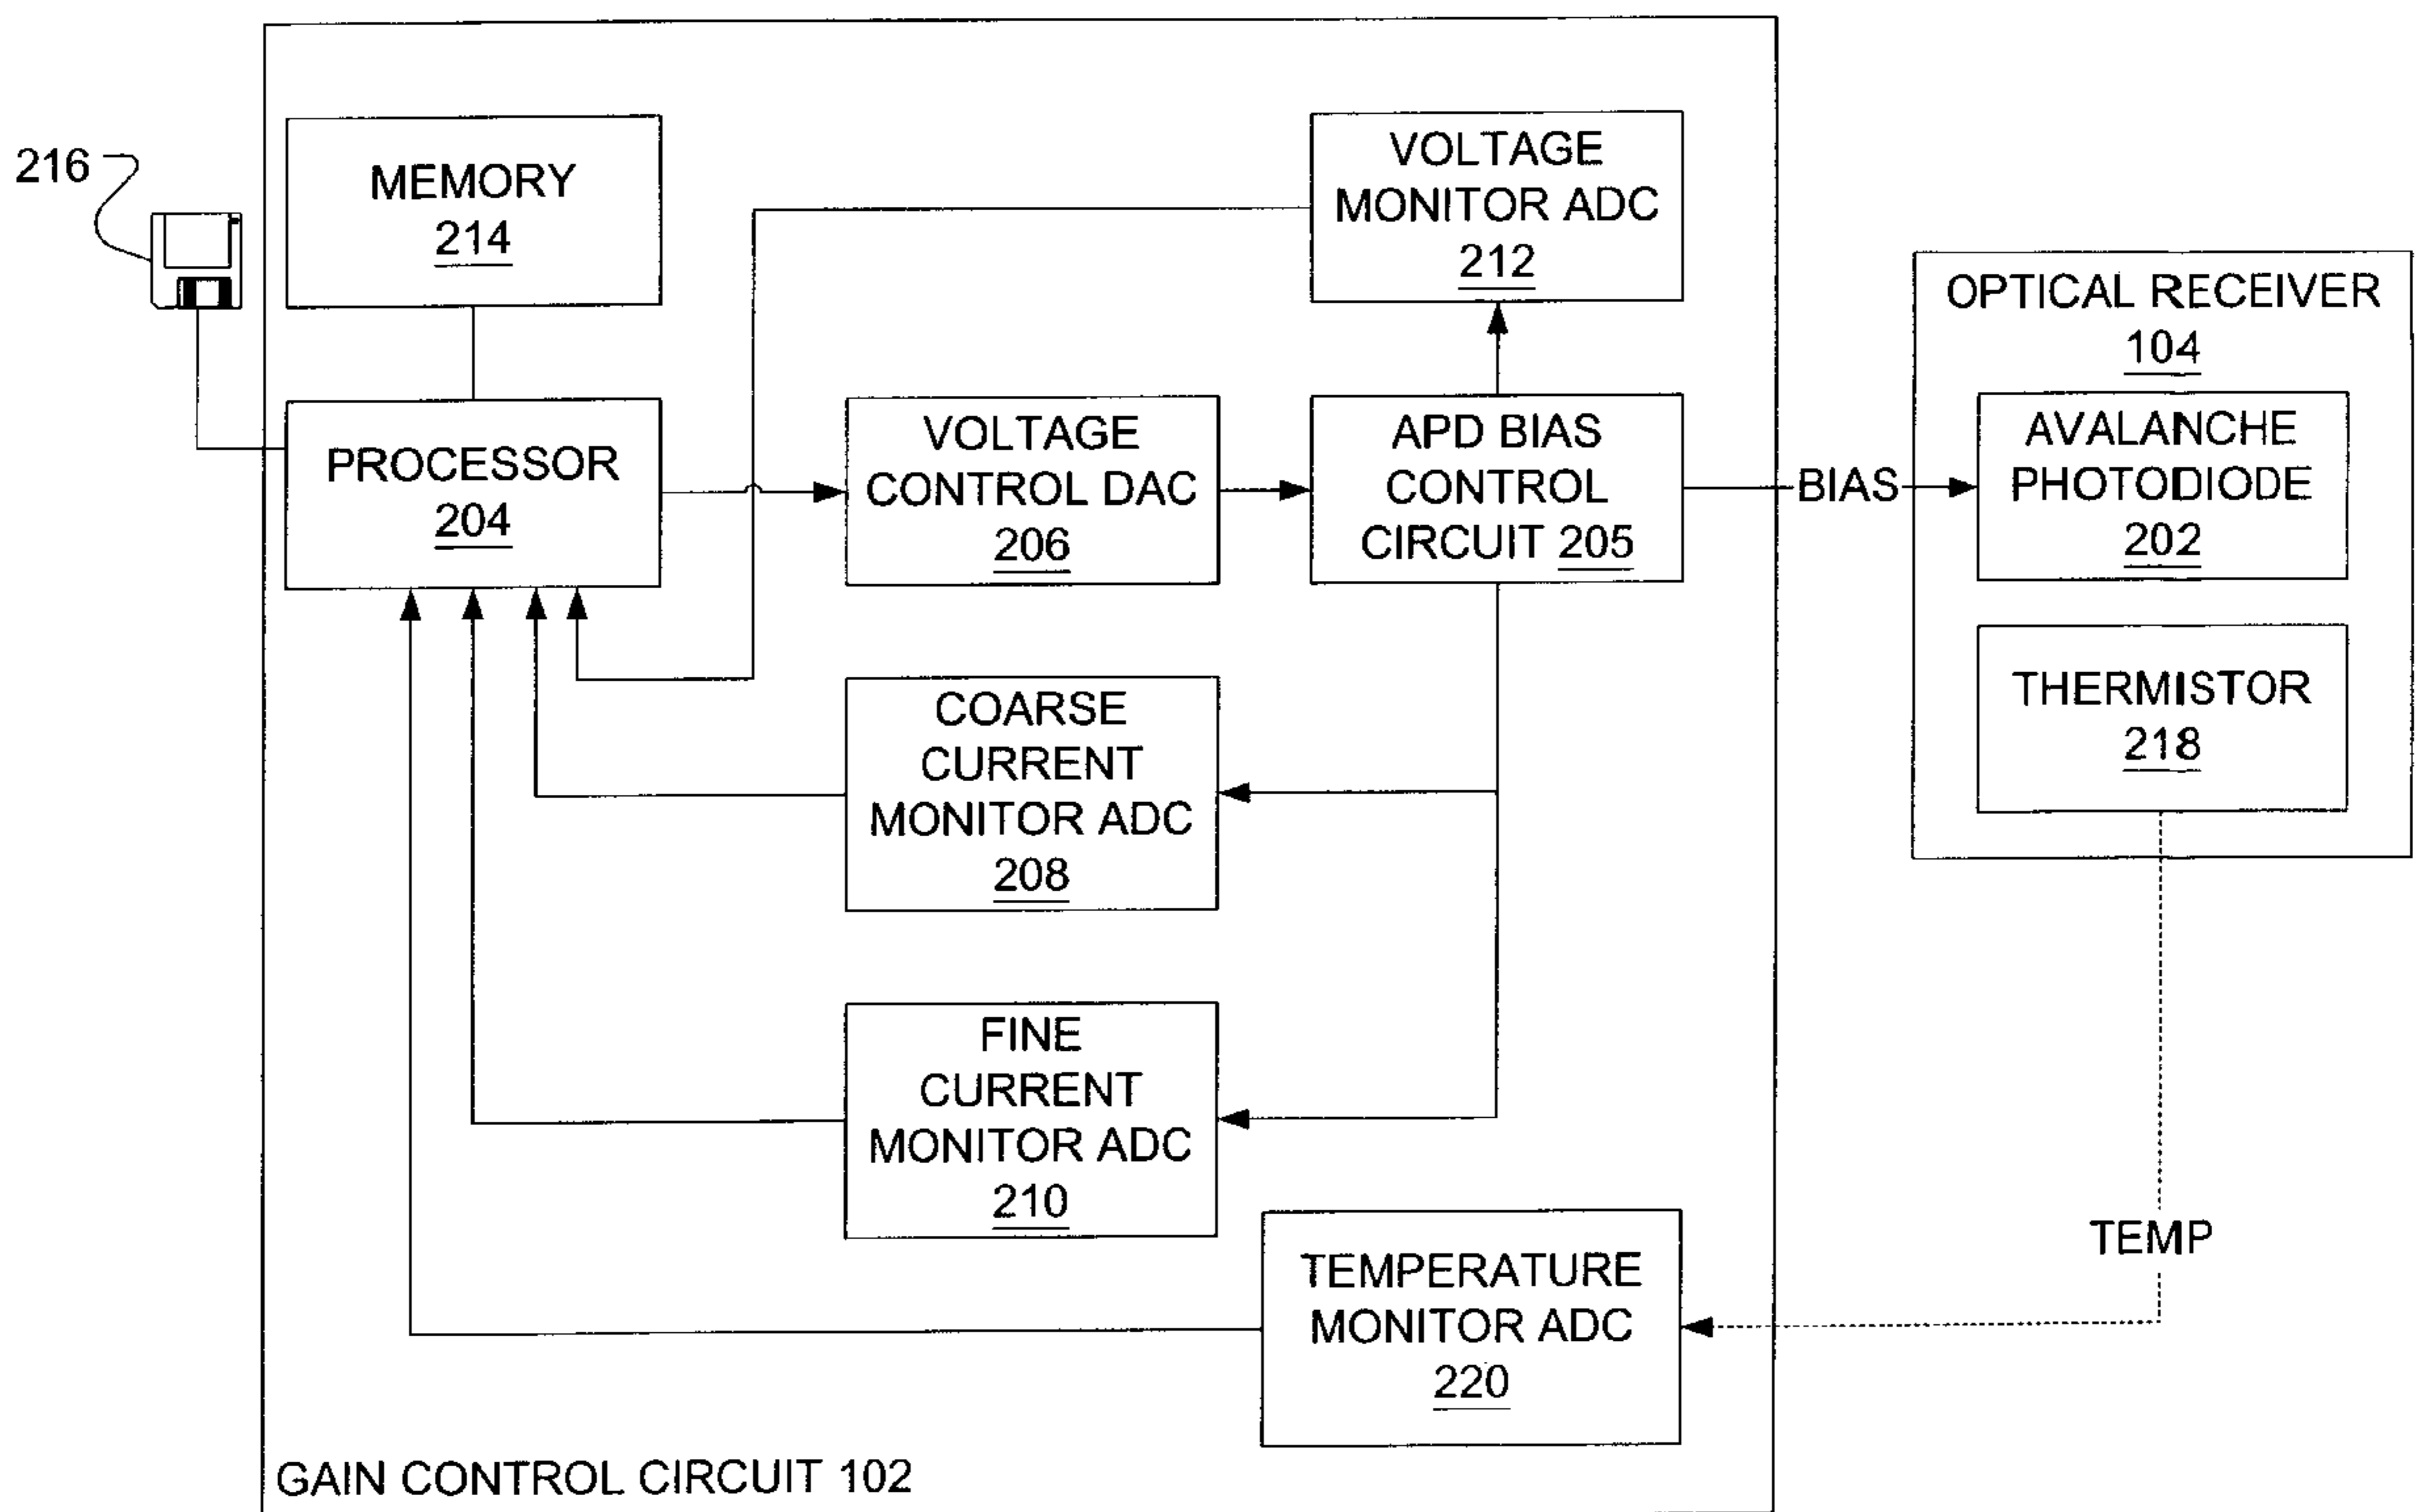 216
MEMORY
214
VOLTAGE
MONITOR ADC
212
OPTICAL RECEIVER
104
PROCESSOR
204
VOLTAGE
CONTROL DAC
206
APD BIAS
CONTROL
CIRCUIT 205
BIAS
AVALANCHE
PHOTODIODE
202
THERMISTOR
218
COARSE
CURRENT
MONITOR ADC
208
FINE
CURRENT
MONITOR ADC
210
TEMP
TEMPERATURE
MONITOR ADC
220
GAIN CONTROL CIRCUIT 102